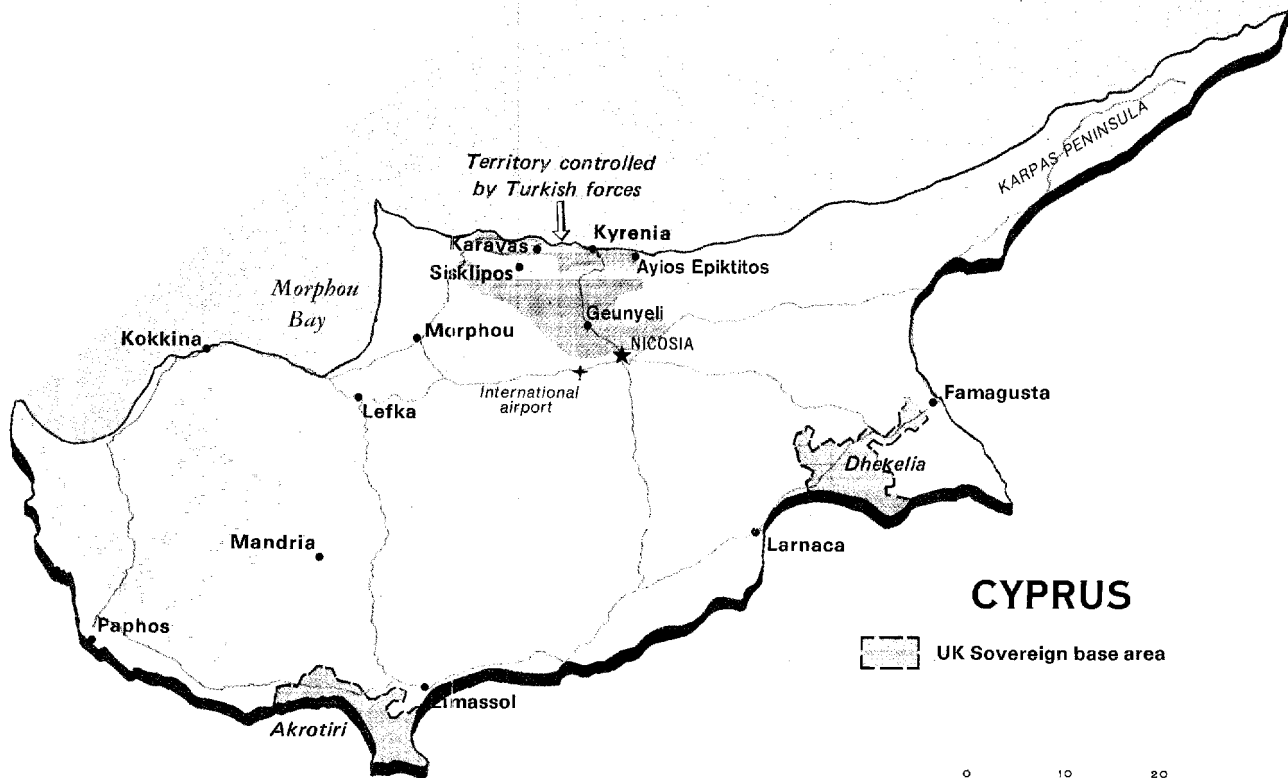 KARPAS PENINSULA
Territory controlled
by Turkish forces
Kyrenia
Karavas
Ayios Epiktitos
Sisklipos
Morphou
Bay
Geunyeli
Kokkina
Morphou
NICOSIA
International
airport
Lefka
Famagusta
Dhekelia
Mandria
Larnaca
CYPRUS
Paphos
UK Sovereign base area
Limassol
Akrotiri
0 10 20